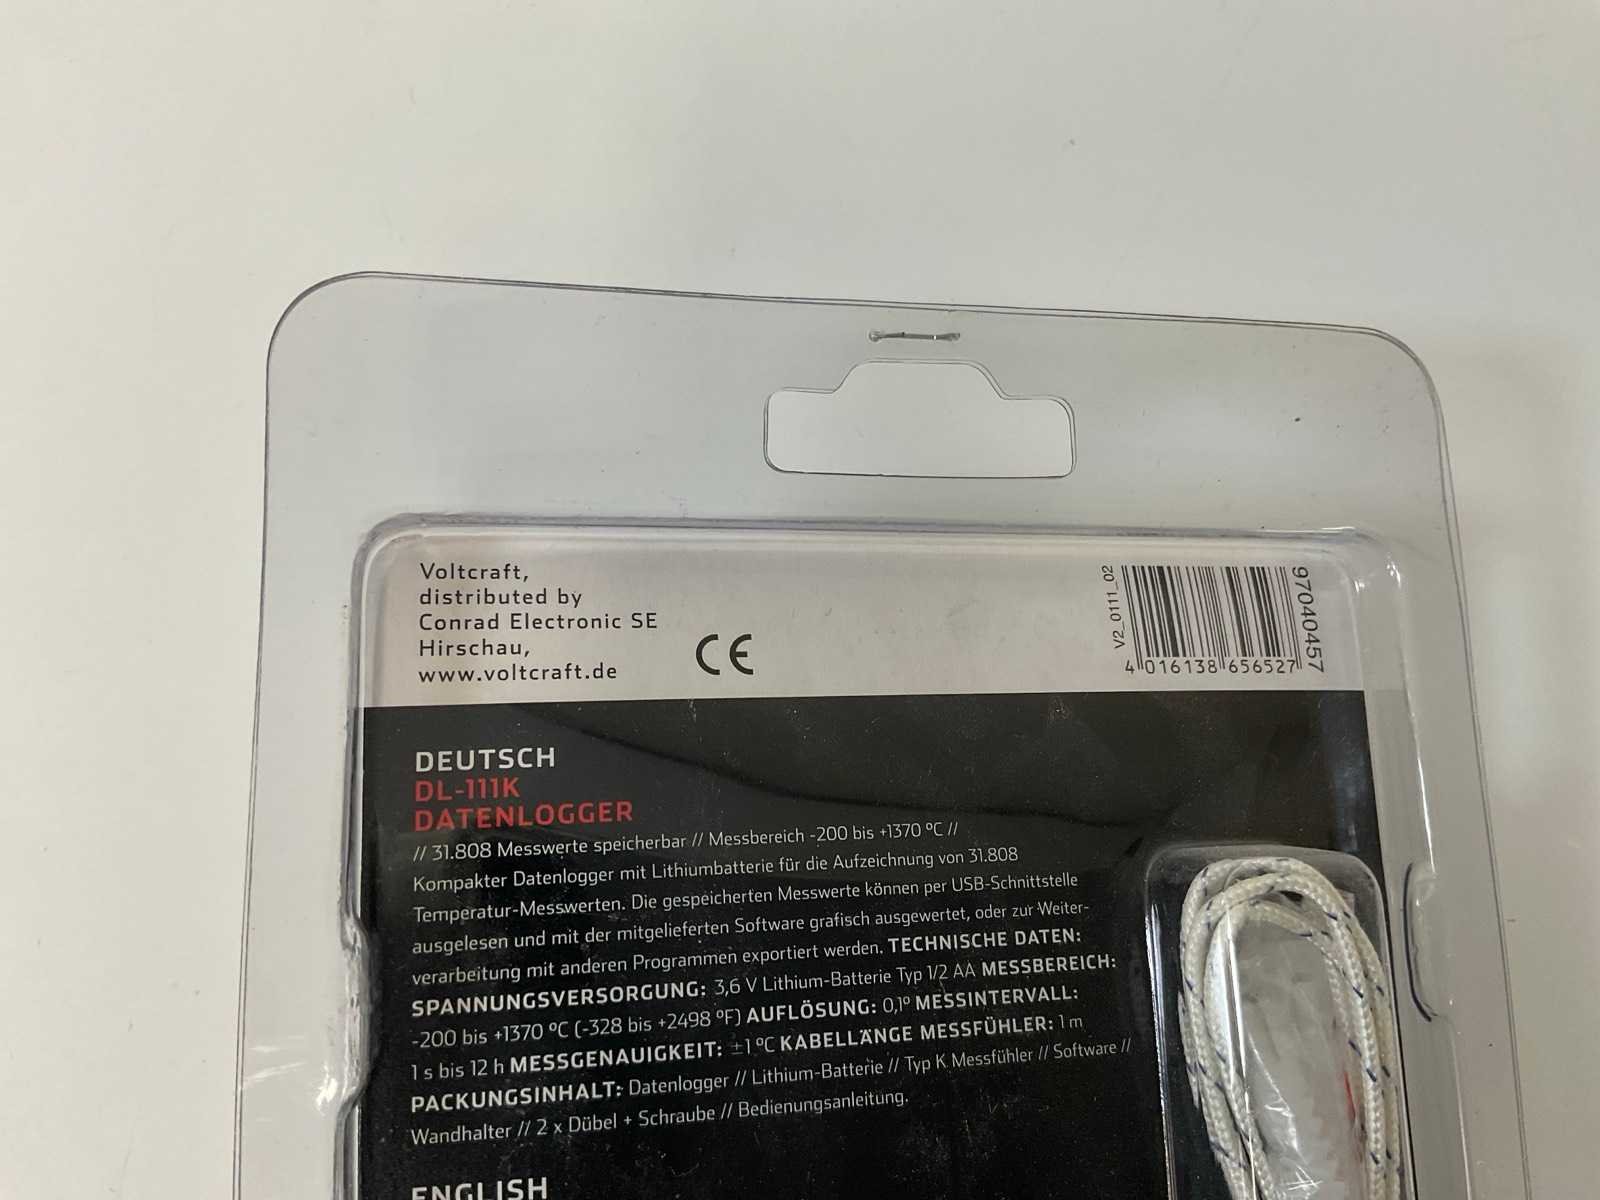 Voltcraft,
distributed by
Conrad Electronic SE
Hirschau,
www.voltcraft.de
CE
V2_0111_02
4 016138 656527
97040457
DEUTSCH
DL-111K
DATENLOGGER
// 31.808 Messwerte speicherbar // Messbereich -200 bis +1370 ºC //
Kompakter Datenlogger mit Lithiumbatterie für die Aufzeichnung von 31.808
Temperatur-Messwerten. Die gespeicherten Messwerte können per USB-Schnittstelle
ausgelesen und mit der mitgelieferten Software grafisch ausgewertet, oder zur Weiter-
verarbeitung mit anderen Programmen exportiert werden. TECHNISCHE DATEN:
SPANNUNGSVERSORGUNG: 3,6 V Lithium-Batterie Typ 1/2 AA MESSBEREICH:
-200 bis +1370 ºC (-328 bis +2498 ºF) AUFLÖSUNG: 0,1º MESSINTERVALL:
1 s bis 12 h MESSGENAUIGKEIT: ±1 ºC KABELLÄNGE MESSFÜHLER: 1 m
PACKUNGSINHALT: Datenlogger // Lithium-Batterie // Typ K Messfühler // Software //
Wandhalter // 2 x Dübel + Schraube // Bedienungsanleitung.
ENGLISH